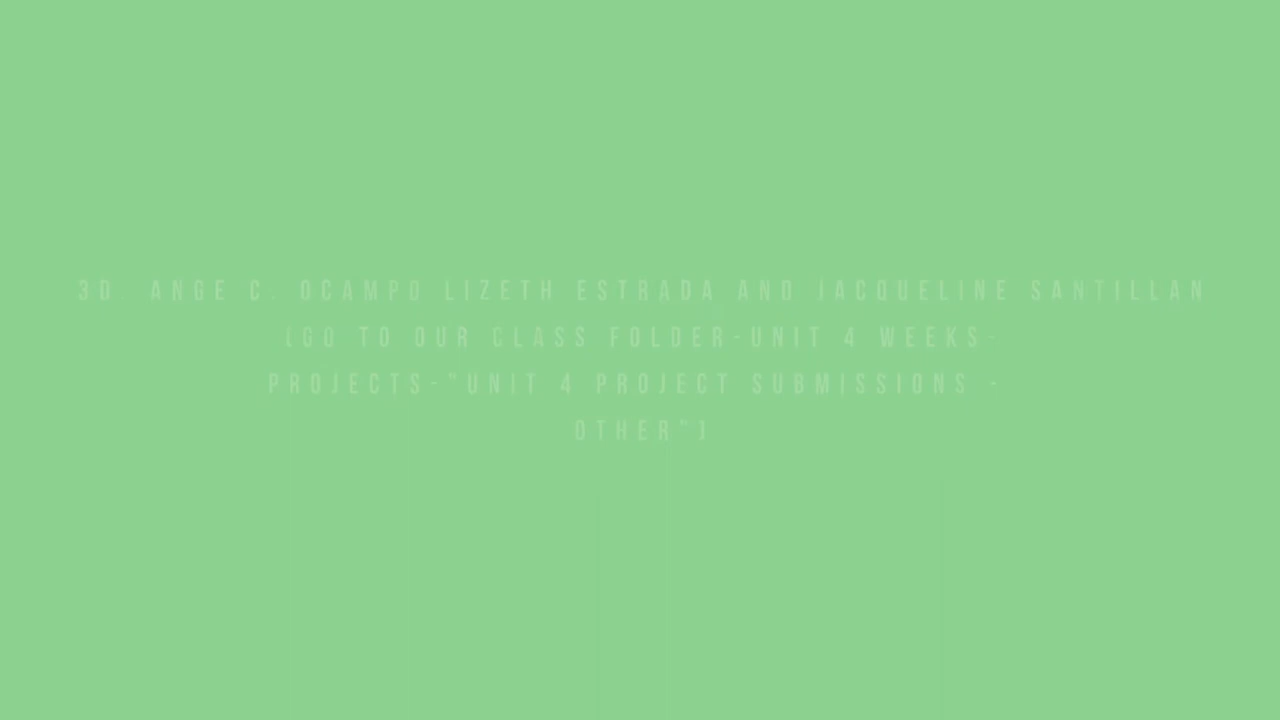 3D ANGE C. OCAMPO LIZETH ESTRADA AND JACQUELINE SANTILLAN
[GO TO OUR CLASS FOLDER-UNIT 4 WEEKS-
PROJECTS-"UNIT 4 PROJECT SUBMISSIONS -
OTHER"]